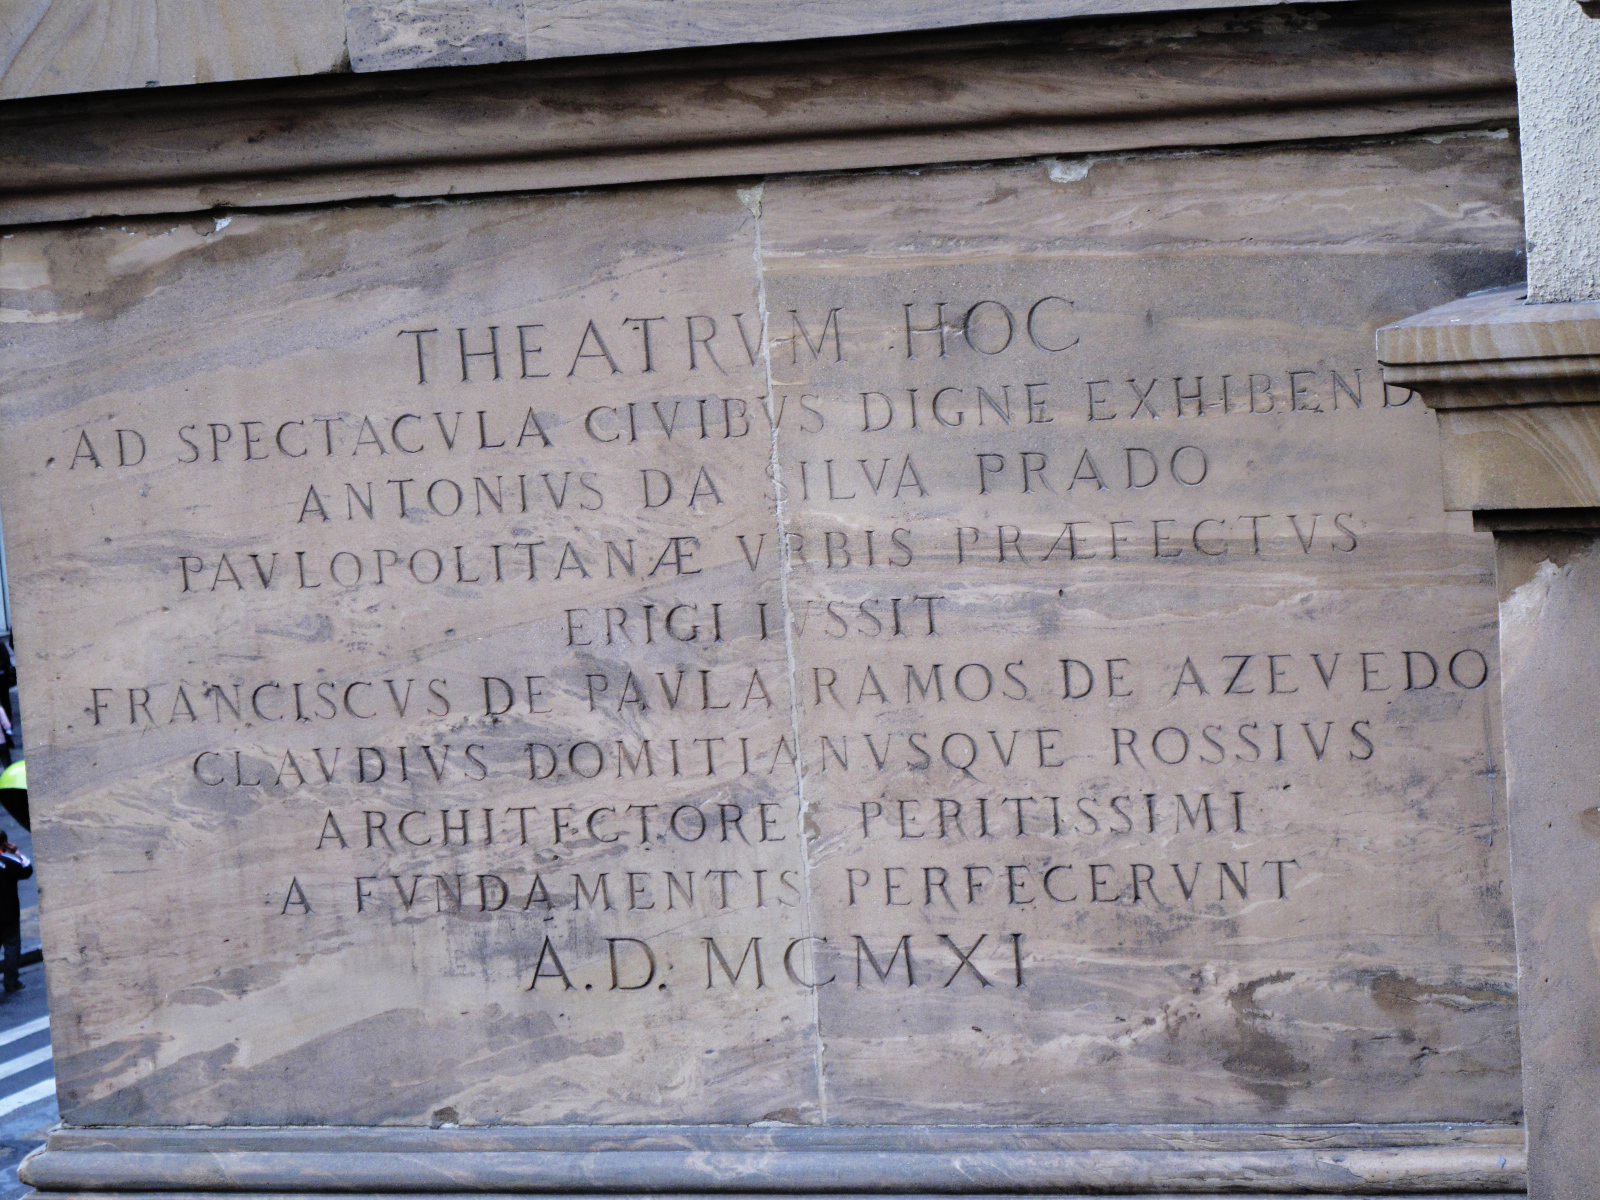 THEATRVM HOC
AD SPECTACVLA CIVIBVS DIGNE EXHIBEND
ANTONIVS DA SILVA PRADO
PAVLOPOLITANÆ VRBIS PRÆFECTVS
ERIGI IVSSIT
FRANCISCVS DE PAVLA RAMOS DE AZEVEDO
CLAVDIVS DOMITIANVSQVE ROSSIVS
ARCHITECTORES PERITISSIMI
A FVNDAMENTIS PERFECERVNT
A.D. MCMXI